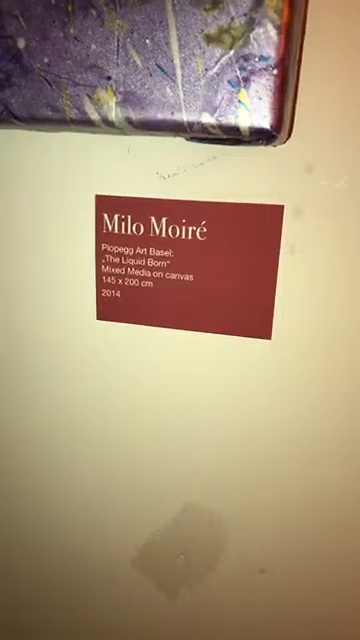 Milo Moiré
Plopegg Art Basel:
„The Liquid Born“
Mixed Media on canvas
145 x 200 cm
2014